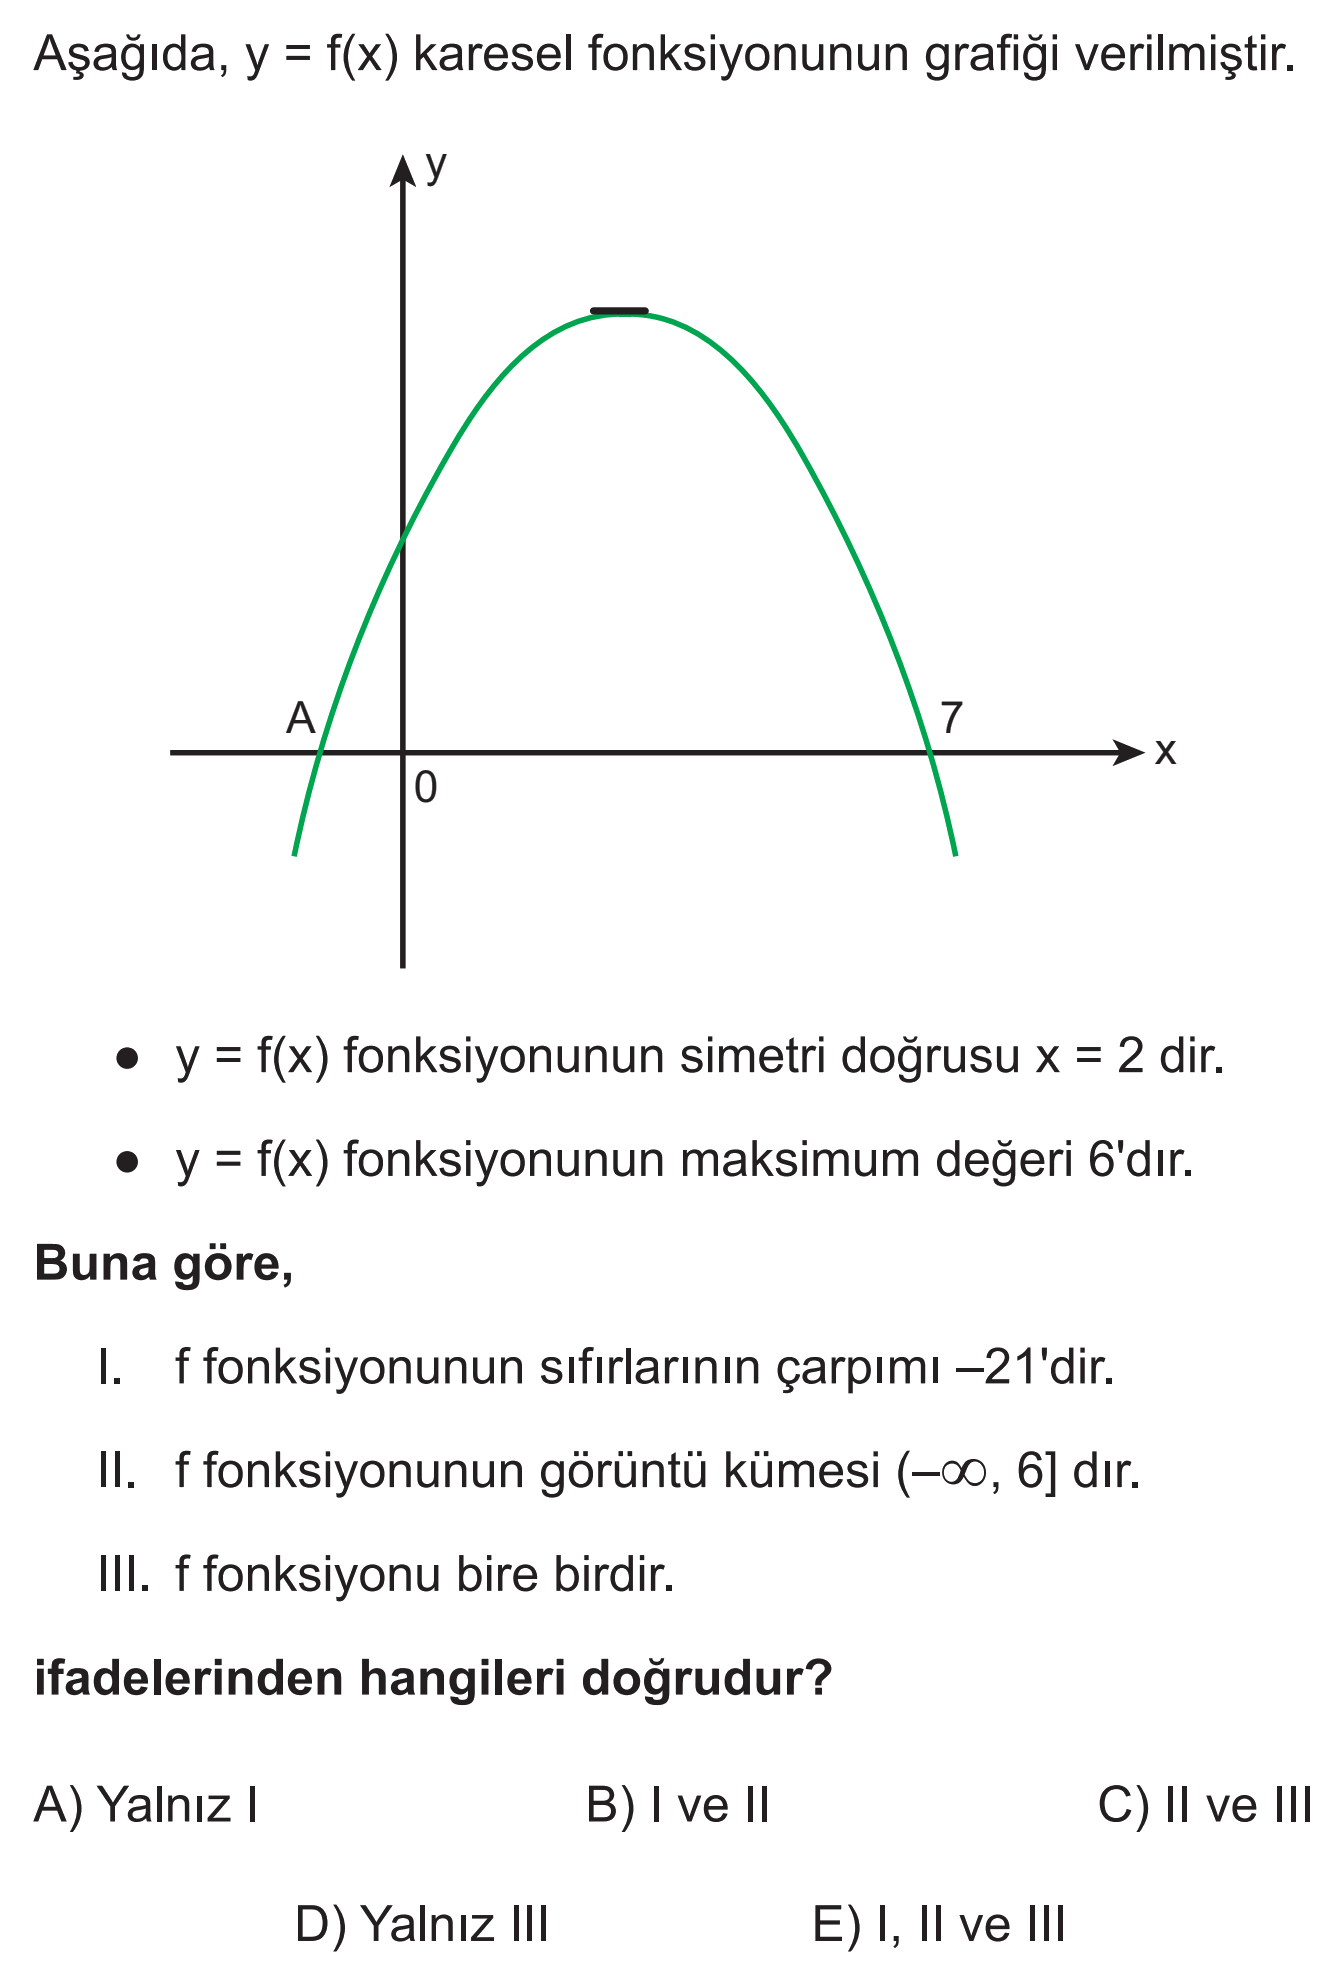 Aşağıda, y = f(x) karesel fonksiyonunun grafiği verilmiştir.
y
A
7
x
0
● y = f(x) fonksiyonunun simetri doğrusu x = 2 dir.
● y = f(x) fonksiyonunun maksimum değeri 6'dır.
Buna göre,
I. f fonksiyonunun sıfırlarının çarpımı –21'dir.
II. f fonksiyonunun görüntü kümesi (–∞, 6] dır.
III. f fonksiyonu bire birdir.
ifadelerinden hangileri doğrudur?
A) Yalnız I B) I ve II C) II ve III
D) Yalnız III E) I, II ve III